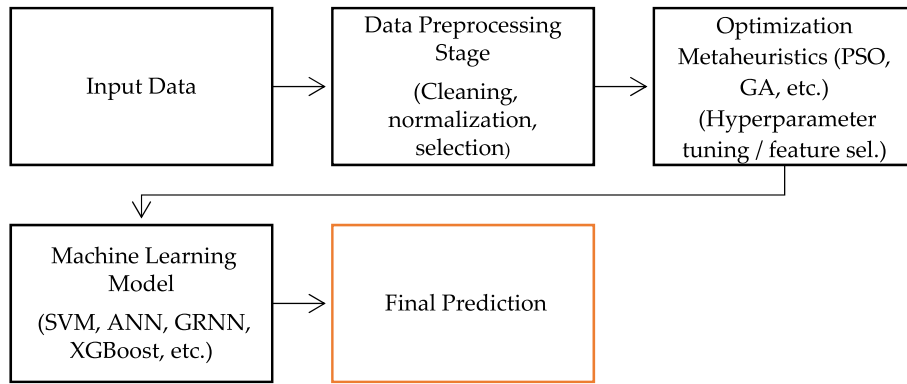 Input Data
Data Preprocessing
Stage
(Cleaning,
normalization,
selection)
Optimization
Metaheuristics (PSO,
GA, etc.)
(Hyperparameter
tuning / feature sel.)
Machine Learning
Model
(SVM, ANN, GRNN,
XGBoost, etc.)
Final Prediction